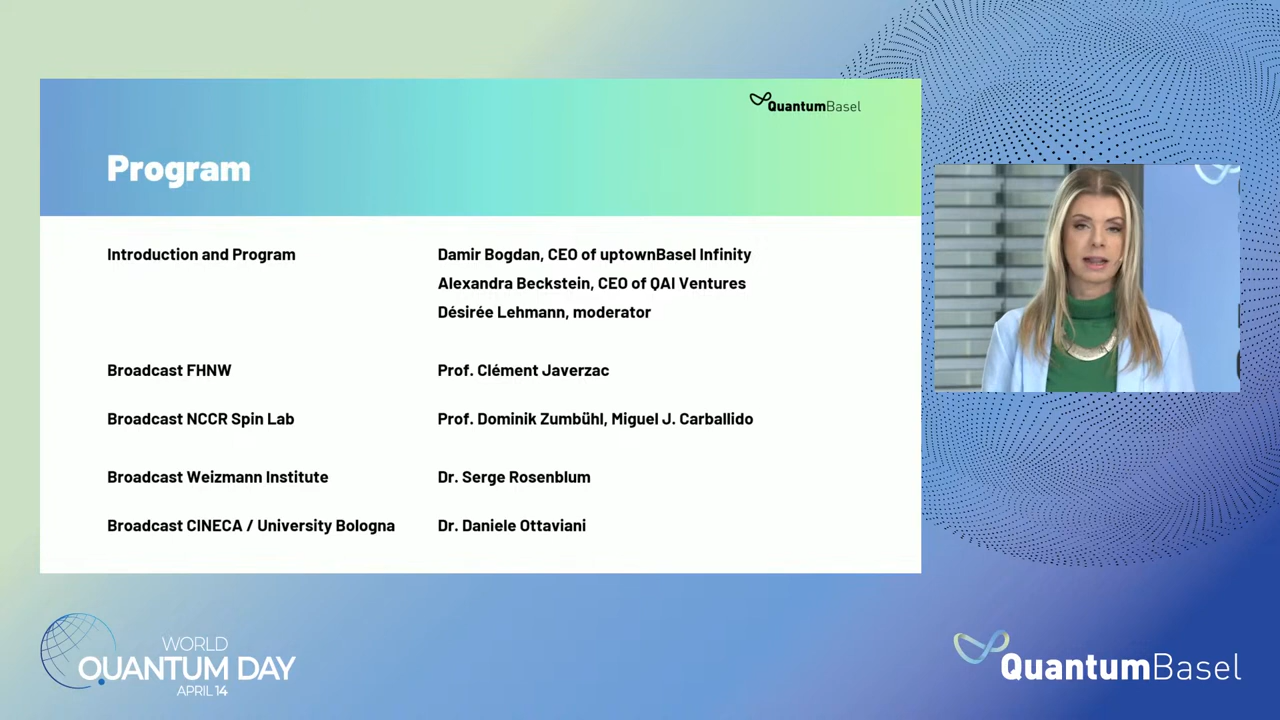 QuantumBasel
Program
Introduction and Program
Damir Bogdan, CEO of uptownBasel Infinity
Alexandra Beckstein, CEO of QAI Ventures
Désirée Lehmann, moderator
Broadcast FHNW
Prof. Clément Javerzac
Broadcast NCCR Spin Lab
Prof. Dominik Zumbühl, Miguel J. Carballido
Broadcast Weizmann Institute
Dr. Serge Rosenblum
Broadcast CINECA / University Bologna
Dr. Daniele Ottaviani
WORLD
QUANTUM DAY
APRIL 14
QuantumBasel